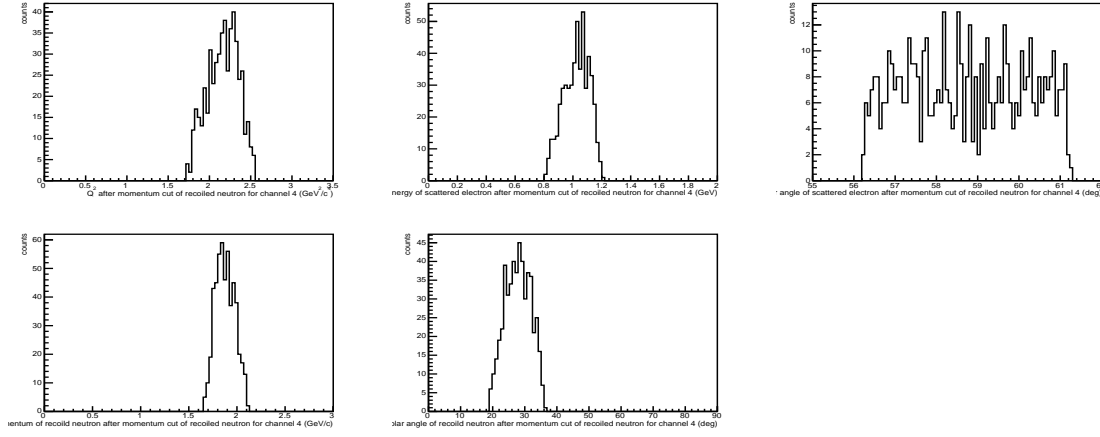 counts
40
35
30
25
20
15
10
5
0
0 0.5 1 1.5 2 2.5 3 3.5
Q² after momentum cut of recoiled neutron for channel 4 (GeV²/c )
counts
50
40
30
20
10
0
0 0.2 0.4 0.6 0.8 1 1.2 1.4 1.6 1.8 2
nergy of scattered electron after momentum cut of recoiled neutron for channel 4 (GeV)
counts
12
10
8
6
4
2
0
55 56 57 58 59 60 61
angle of scattered electron after momentum cut of recoiled neutron for channel 4 (deg)
counts
60
50
40
30
20
10
0
0 0.5 1 1.5 2 2.5 3
entum of recoild neutron after momentum cut of recoiled neutron for channel 4 (GeV/c)
counts
45
40
35
30
25
20
15
10
5
0
0 10 20 30 40 50 60 70 80 90
olar angle of recoild neutron after momentum cut of recoiled neutron for channel 4 (deg)